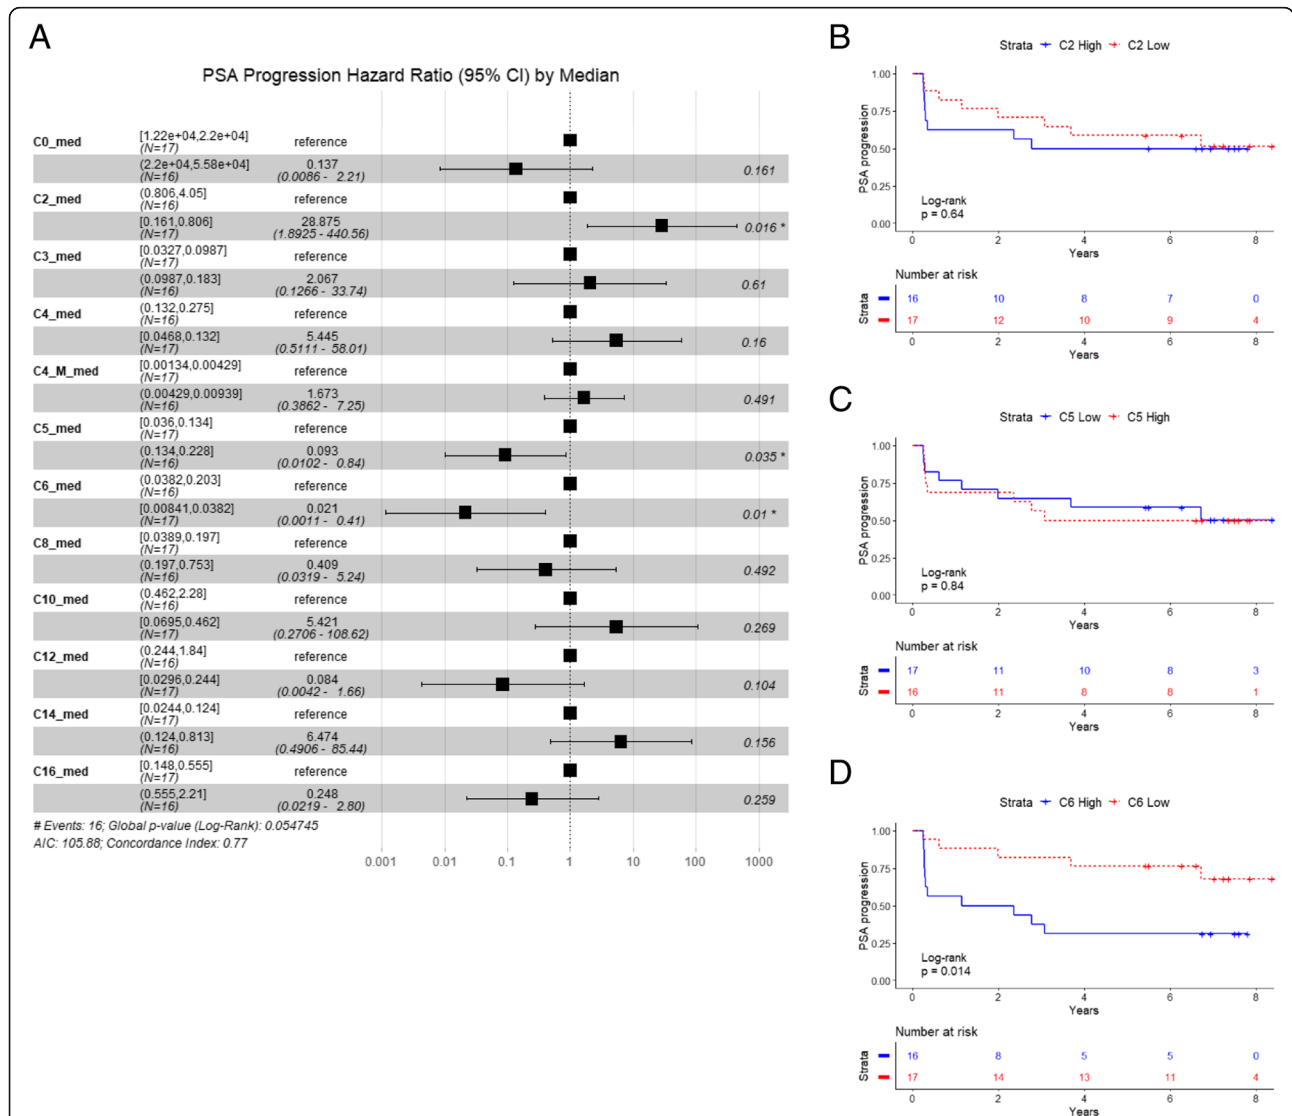 A
PSA Progression Hazard Ratio (95% CI) by Median
C0_med [1.22e+04,2.2e+04] reference
(N=17)
(2.2e+04,5.58e+04] 0.137 0.161
(N=16) (0.0086 - 2.21)
C2_med (0.806,4.05] reference
(N=16)
[0.161,0.806] 28.875 0.016 *
(N=17) (1.8925 - 440.56)
C3_med [0.0327,0.0987] reference
(N=17)
(0.0987,0.183] 2.067 0.61
(N=16) (0.1266 - 33.74)
C4_med (0.132,0.275] reference
(N=16)
[0.0468,0.132] 5.445 0.16
(N=17) (0.5111 - 58.01)
C4_M_med [0.00134,0.00429] reference
(N=17)
(0.00429,0.00939] 1.673 0.491
(N=16) (0.3862 - 7.25)
C5_med [0.036,0.134] reference
(N=17)
(0.134,0.228] 0.093 0.035 *
(N=16) (0.0102 - 0.84)
C6_med (0.0382,0.203] reference
(N=16)
[0.00841,0.0382] 0.021 0.01 *
(N=17) (0.0011 - 0.41)
C8_med [0.0389,0.197] reference
(N=17)
(0.197,0.753] 0.409 0.492
(N=16) (0.0319 - 5.24)
C10_med (0.462,2.28] reference
(N=16)
[0.0695,0.462] 5.421 0.269
(N=17) (0.2706 - 108.62)
C12_med (0.244,1.84] reference
(N=16)
[0.0296,0.244] 0.084 0.104
(N=17) (0.0042 - 1.66)
C14_med [0.0244,0.124] reference
(N=17)
(0.124,0.813] 6.474 0.156
(N=16) (0.4906 - 85.44)
C16_med [0.148,0.555] reference
(N=17)
(0.555,2.21] 0.248 0.259
(N=16) (0.0219 - 2.80)
# Events: 16; Global p-value (Log-Rank): 0.054745
AIC: 105.88; Concordance Index: 0.77
0.001 0.01 0.1 1 10 100 1000
B
Strata C2 High C2 Low
PSA progression
1.00
0.75
0.50
0.25
0.00
Log-rank
p = 0.64
0 2 4 6 8
Years
Number at risk
Strata
16 10 8 7 0
17 12 10 9 4
0 2 4 6 8
Years
C
Strata C5 Low C5 High
PSA progression
1.00
0.75
0.50
0.25
0.00
Log-rank
p = 0.84
0 2 4 6 8
Years
Number at risk
Strata
17 11 10 8 3
16 11 8 8 1
0 2 4 6 8
Years
D
Strata C6 High C6 Low
PSA progression
1.00
0.75
0.50
0.25
0.00
Log-rank
p = 0.014
0 2 4 6 8
Years
Number at risk
Strata
16 8 5 5 0
17 14 13 11 4
0 2 4 6 8
Years